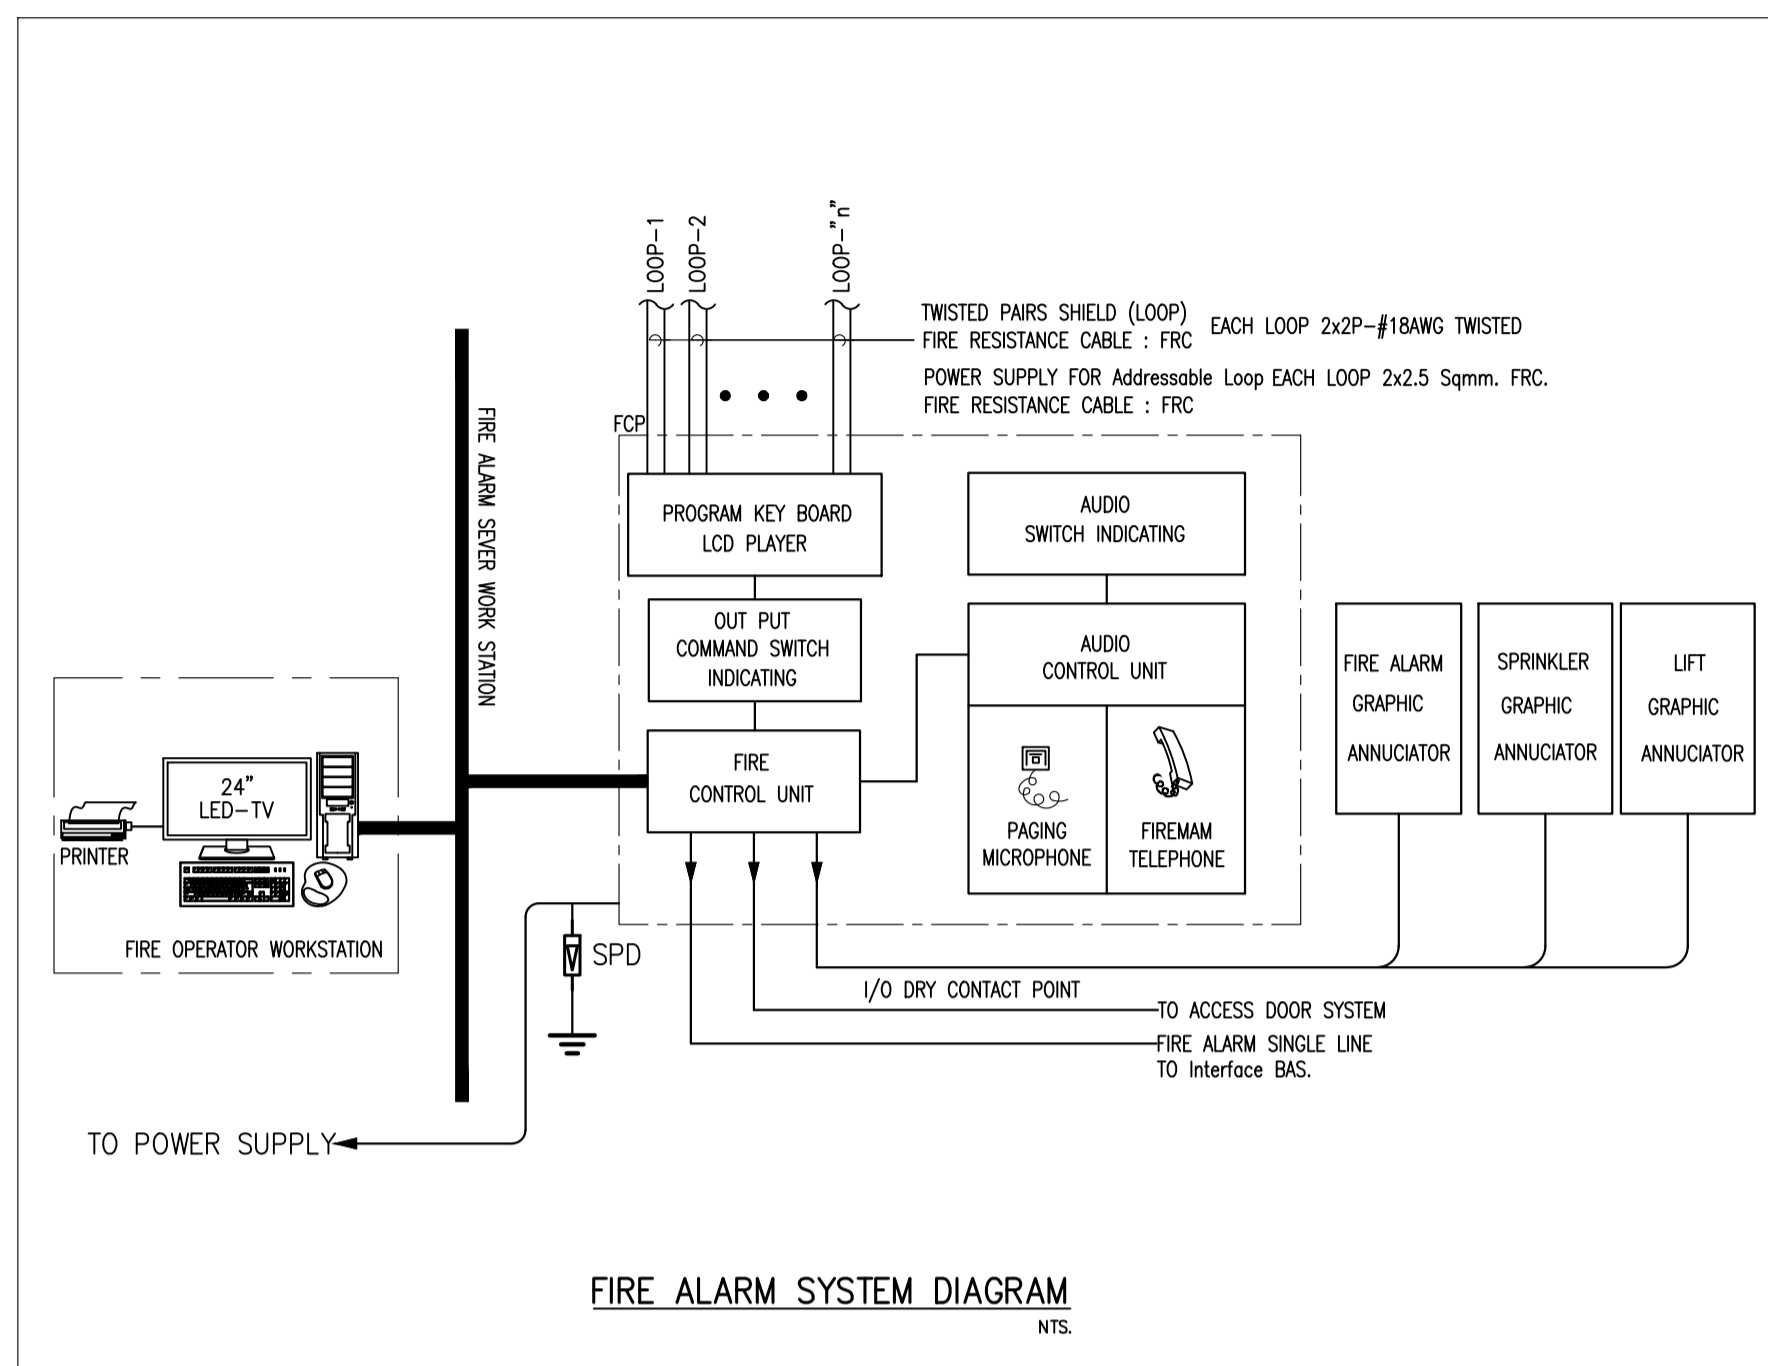 LOOP-1
LOOP-2
LOOP-"n"
TWISTED PAIRS SHIELD (LOOP)
FIRE RESISTANCE CABLE : FRC
EACH LOOP 2x2P-#18AWG TWISTED
POWER SUPPLY FOR Addressable Loop EACH LOOP 2x2.5 Sqmm. FRC.
FIRE RESISTANCE CABLE : FRC
FCP
FIRE ALARM SEVER WORK STATION
PROGRAM KEY BOARD
LCD PLAYER
AUDIO
SWITCH INDICATING
OUT PUT
COMMAND SWITCH
INDICATING
AUDIO
CONTROL UNIT
FIRE ALARM
GRAPHIC
ANNUCIATOR
SPRINKLER
GRAPHIC
ANNUCIATOR
LIFT
GRAPHIC
ANNUCIATOR
FIRE
CONTROL UNIT
PAGING
MICROPHONE
FIREMAM
TELEPHONE
24"
LED-TV
PRINTER
FIRE OPERATOR WORKSTATION
SPD
I/O DRY CONTACT POINT
TO ACCESS DOOR SYSTEM
FIRE ALARM SINGLE LINE
TO Interface BAS.
TO POWER SUPPLY
FIRE ALARM SYSTEM DIAGRAM
NTS.